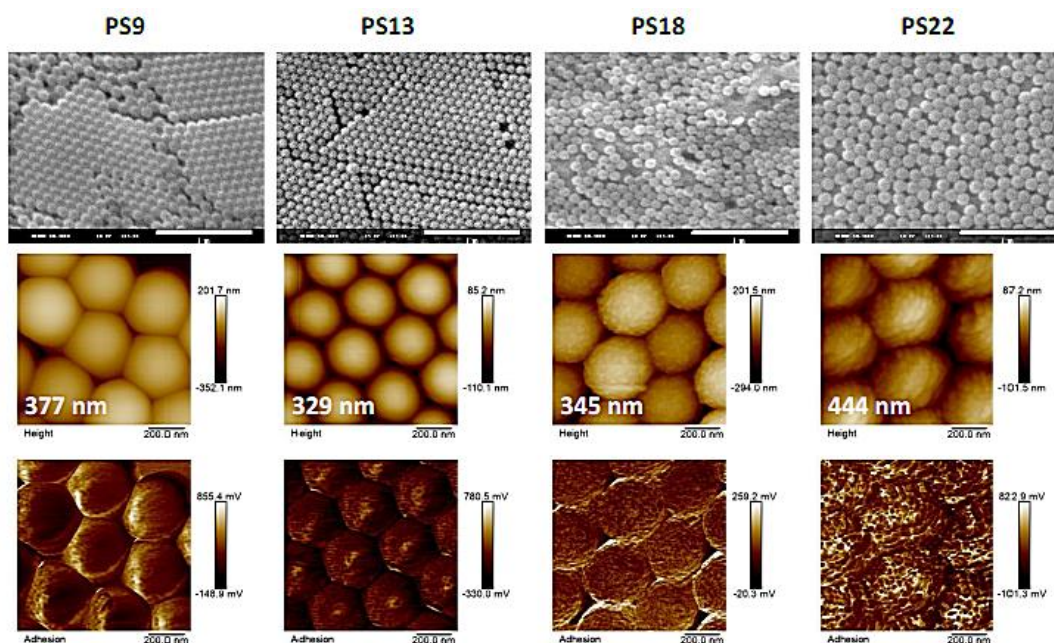 PS9 PS13 PS18 PS22
201.7 nm 85.2 nm 201.5 nm 87.2 nm
-352.1 nm -110.1 nm -294.0 nm -101.5 nm
377 nm 329 nm 345 nm 444 nm
Height 200.0 nm Height 200.0 nm Height 200.0 nm Height 200.0 nm
855.4 mV 780.5 mV 259.2 mV 822.9 mV
-148.9 mV -330.0 mV -20.3 mV -101.3 mV
Adhesion 200.0 nm Adhesion 200.0 nm Adhesion 200.0 nm Adhesion 200.0 nm